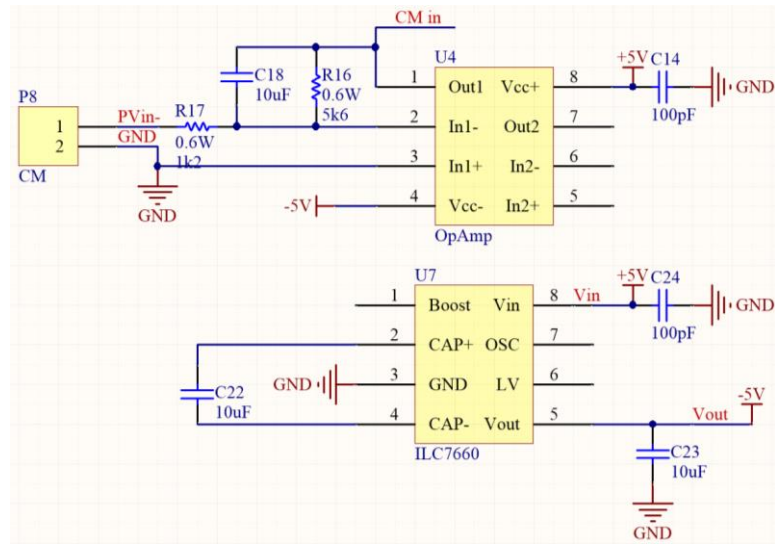 CM in
U4
+5V C14
C18
10uF
R16
0.6W
5k6
1 Out1 Vcc+ 8
GND
100pF
P8
PVin- R17
1 2 In1- Out2 7
GND 0.6W
2 1k2
CM
3 In1+ In2- 6
GND
-5V 4 Vcc- In2+ 5
OpAmp
U7
+5V C24
1 Boost Vin 8 Vin
GND
100pF
2 CAP+ OSC 7
GND 3 GND LV 6
C22
10uF
-5V
4 CAP- Vout 5 Vout
ILC7660
C23
10uF
GND